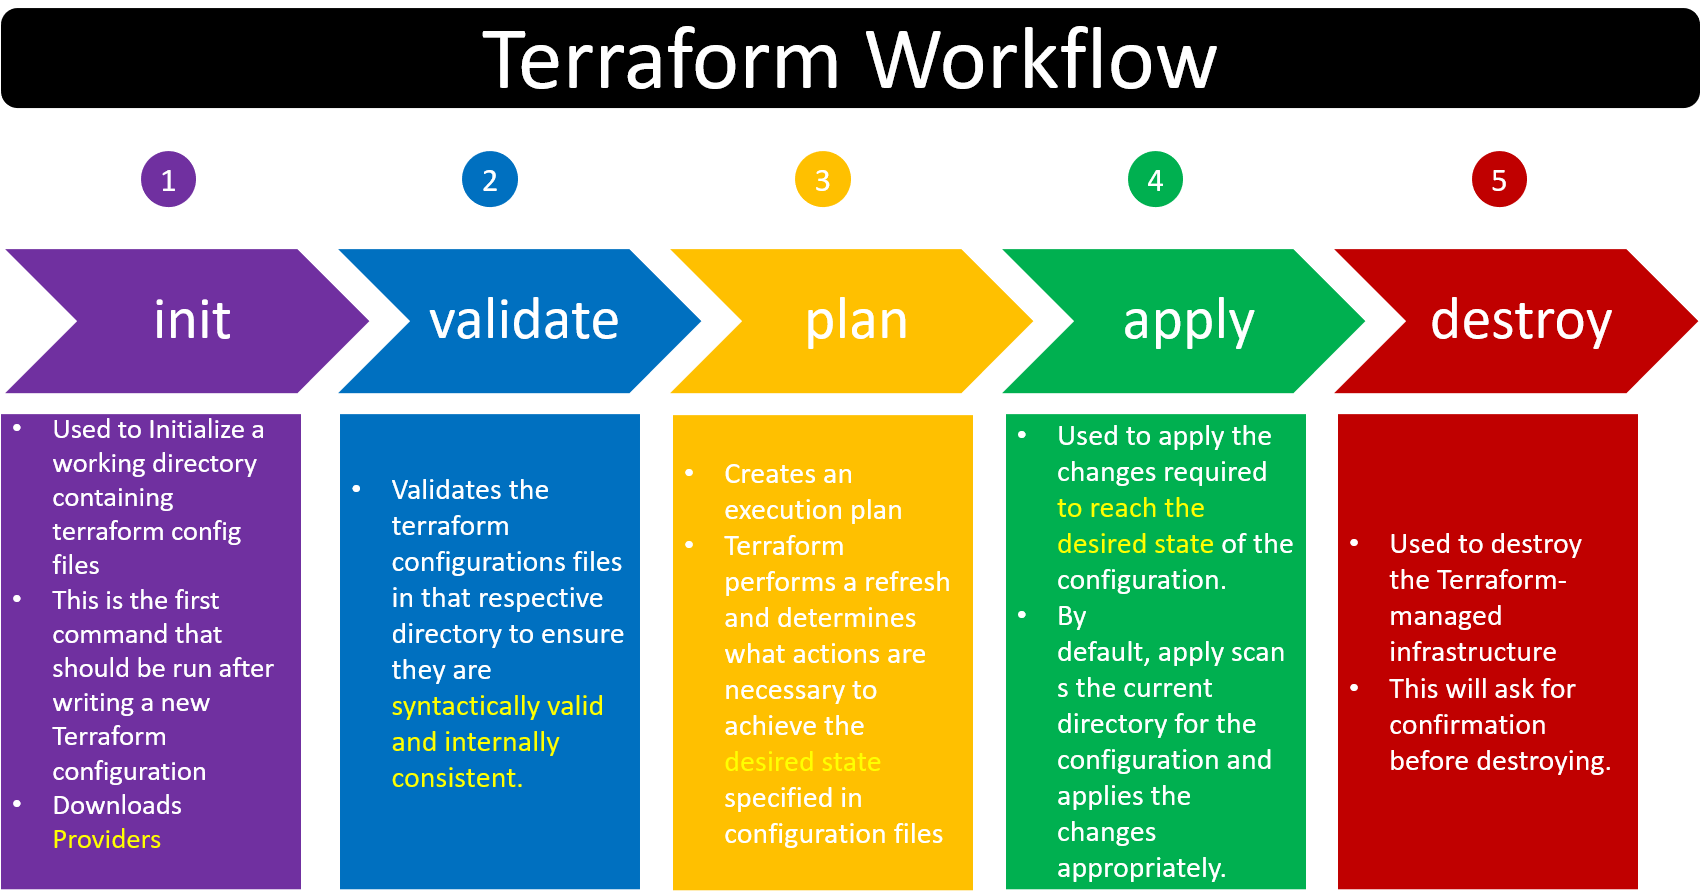 Terraform Workflow
1
2
3
4
5
init
validate
plan
apply
destroy
• Used to Initialize a
working directory
containing
terraform config
files
• This is the first
command that
should be run after
writing a new
Terraform
configuration
• Downloads
Providers
• Validates the
terraform
configurations files
in that respective
directory to ensure
they are
syntactically valid
and internally
consistent.
• Creates an
execution plan
• Terraform
performs a refresh
and determines
what actions are
necessary to
achieve the
desired state
specified in
configuration files
• Used to apply the
changes required
to reach the
desired state of the
configuration.
• By
default, apply scan
s the current
directory for the
configuration and
applies the
changes
appropriately.
• Used to destroy
the Terraform-
managed
infrastructure
• This will ask for
confirmation
before destroying.